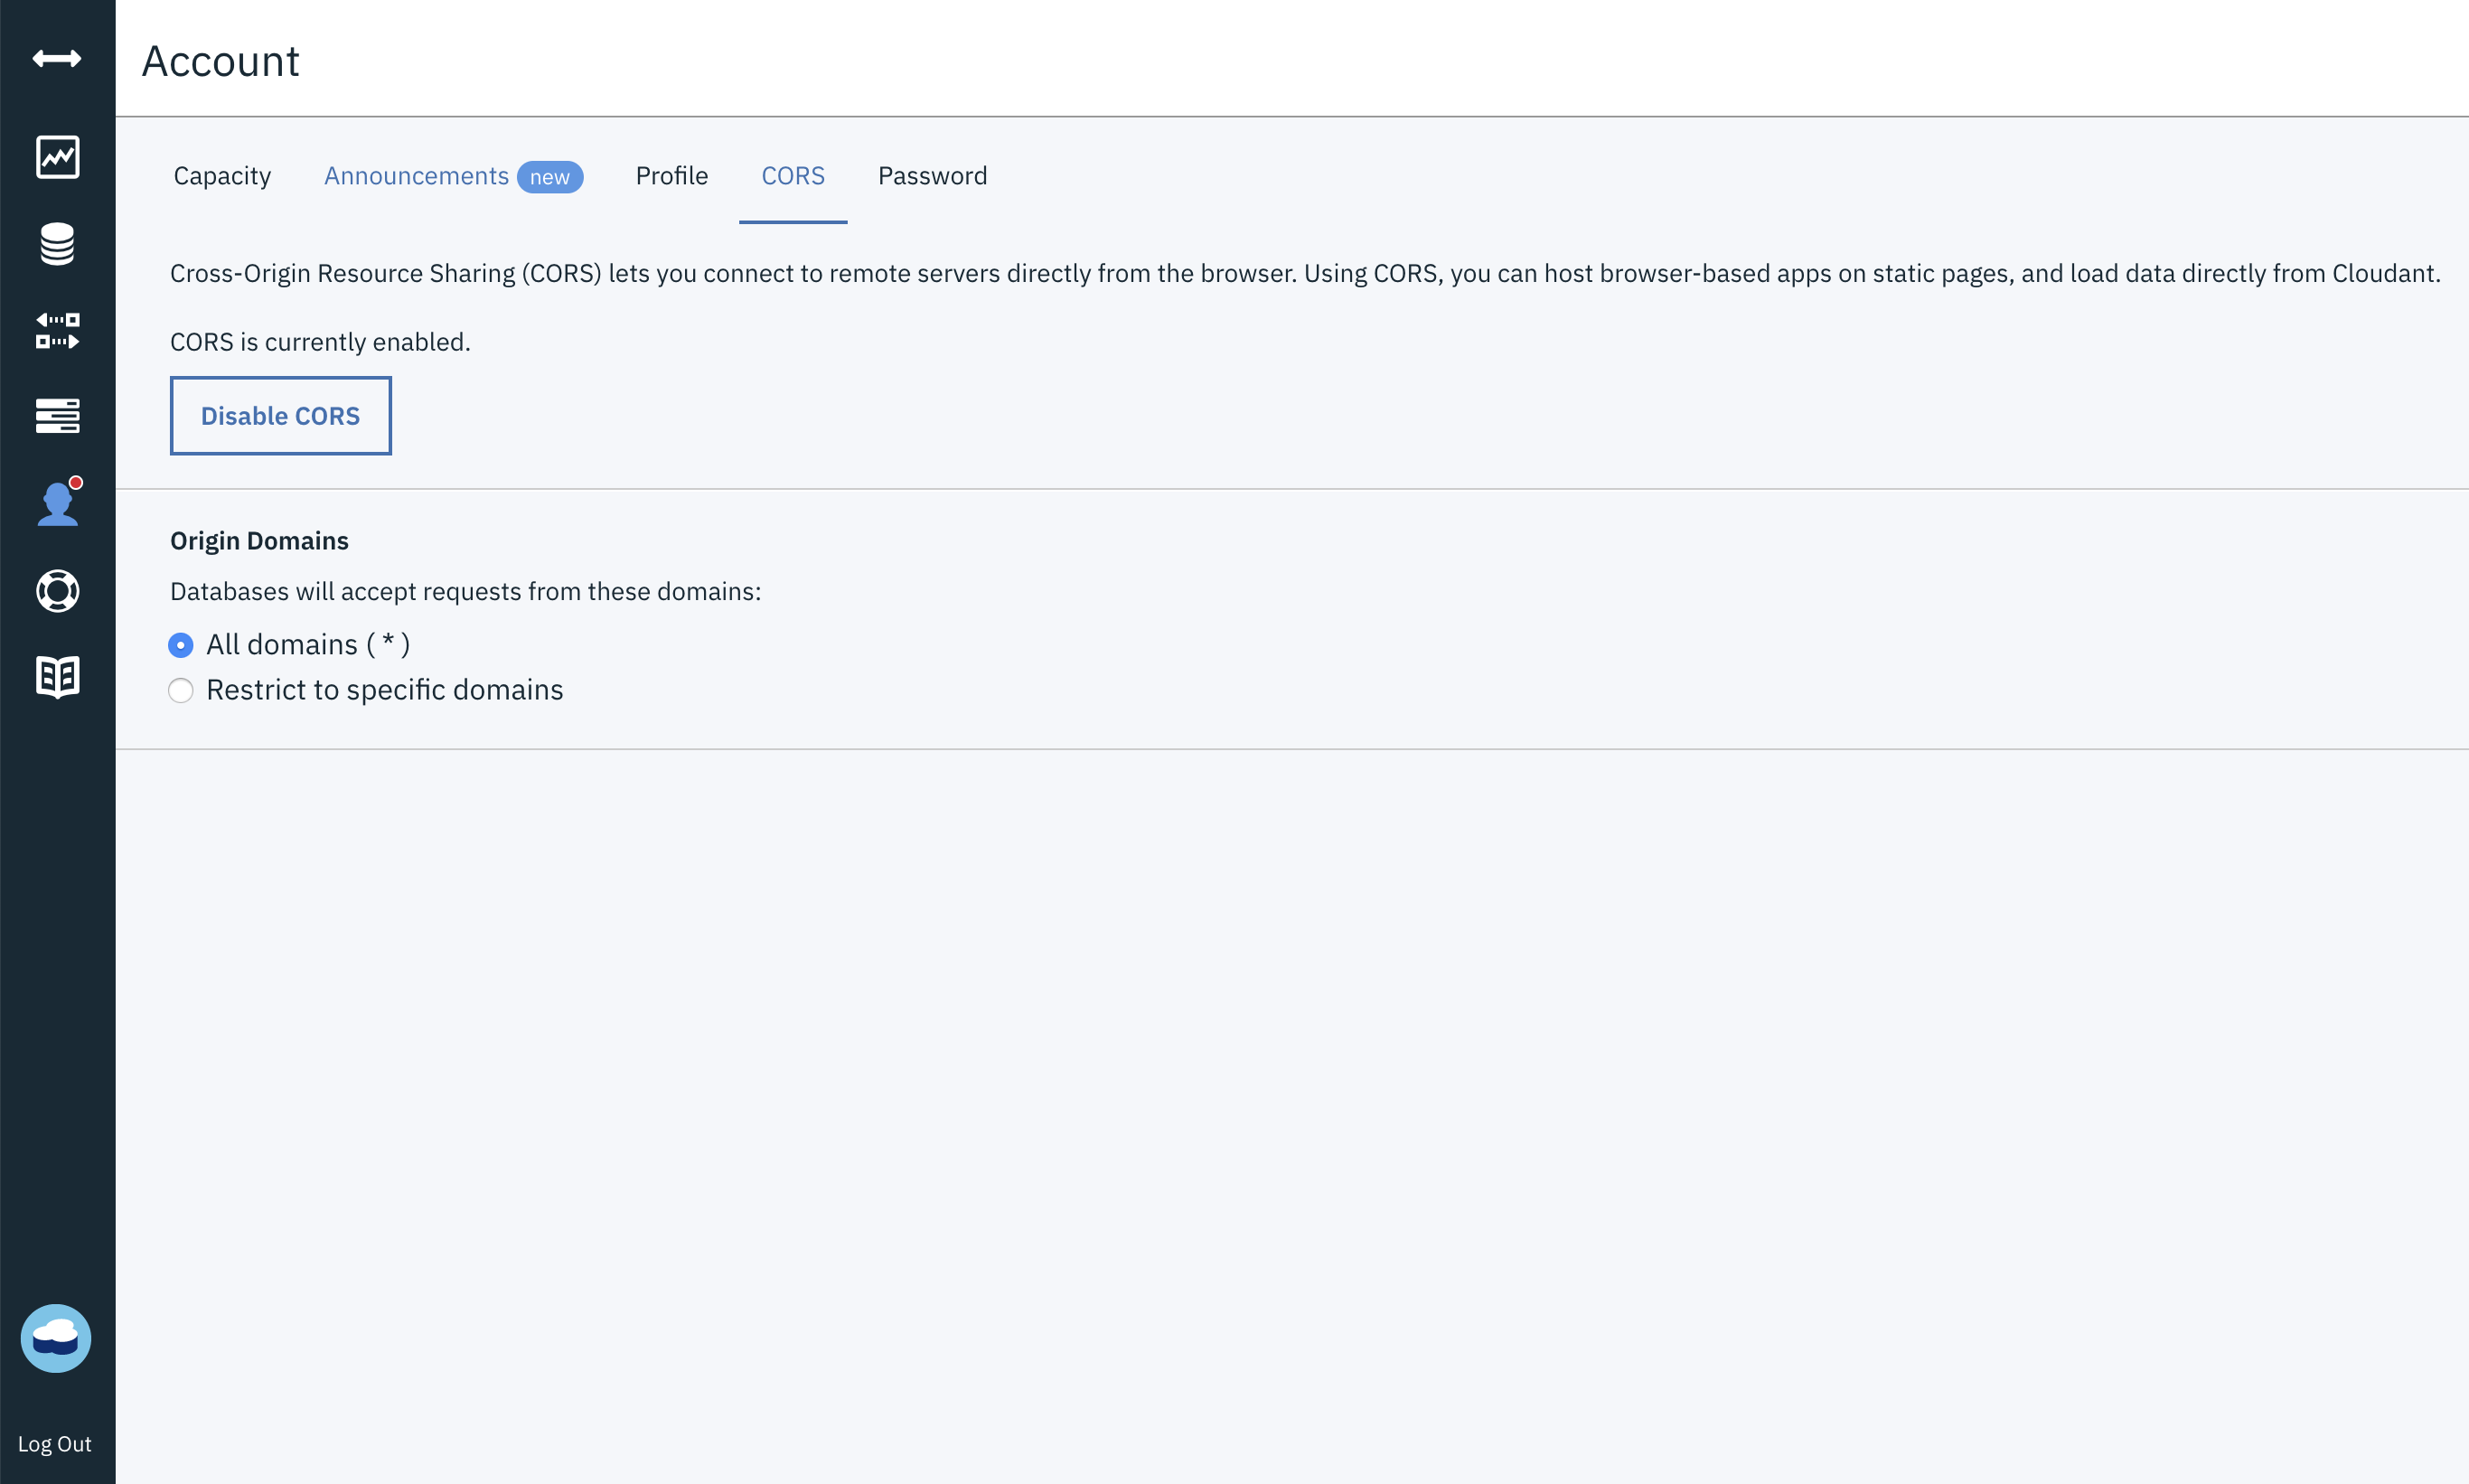 Account
Capacity Announcements new Profile CORS Password
Cross-Origin Resource Sharing (CORS) lets you connect to remote servers directly from the browser. Using CORS, you can host browser-based apps on static pages, and load data directly from Cloudant.
CORS is currently enabled.
Disable CORS
Origin Domains
Databases will accept requests from these domains:
All domains ( * )
Restrict to specific domains
Log Out